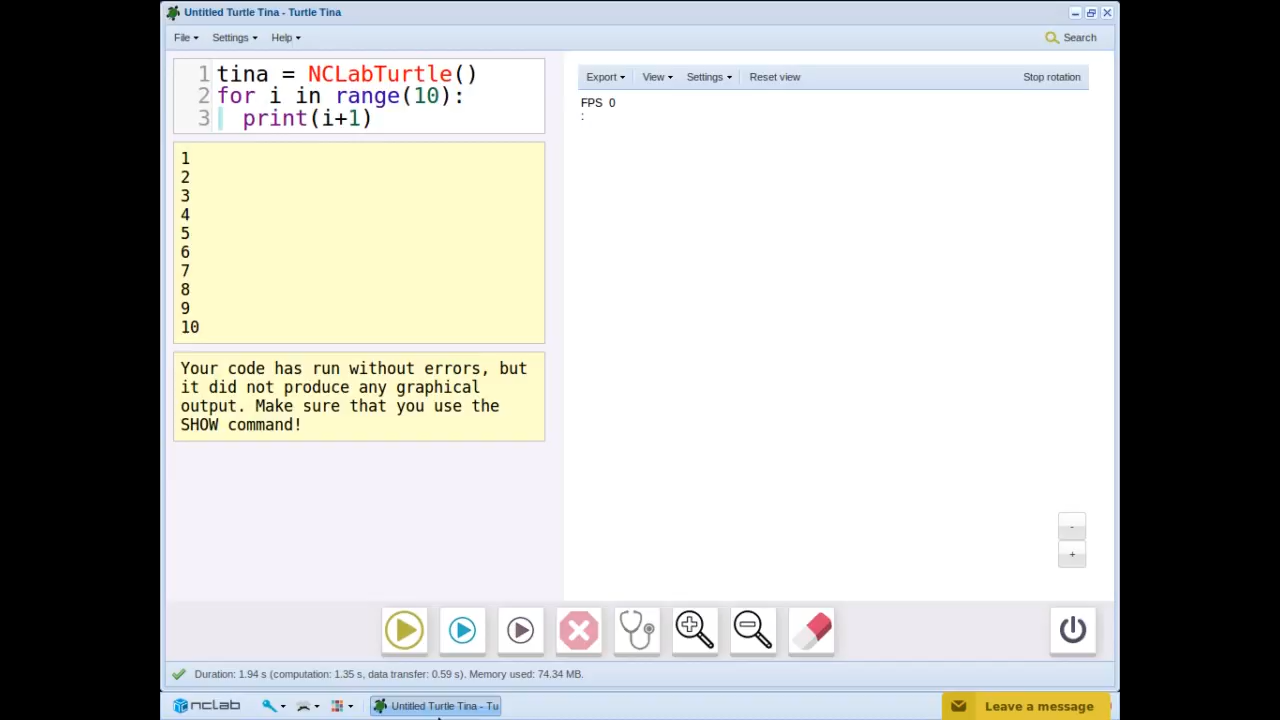 Untitled Turtle Tina - Turtle Tina
File Settings Help Search
1 tina = NCLabTurtle()
2 for i in range(10):
3   print(i+1)
1
2
3
4
5
6
7
8
9
10
Your code has run without errors, but
it did not produce any graphical
output. Make sure that you use the
SHOW command!
Export View Settings Reset view Stop rotation
FPS 0
:
-
+
Duration: 1.94 s (computation: 1.35 s, data transfer: 0.59 s). Memory used: 74.34 MB.
nclab Untitled Turtle Tina - Tu Leave a message